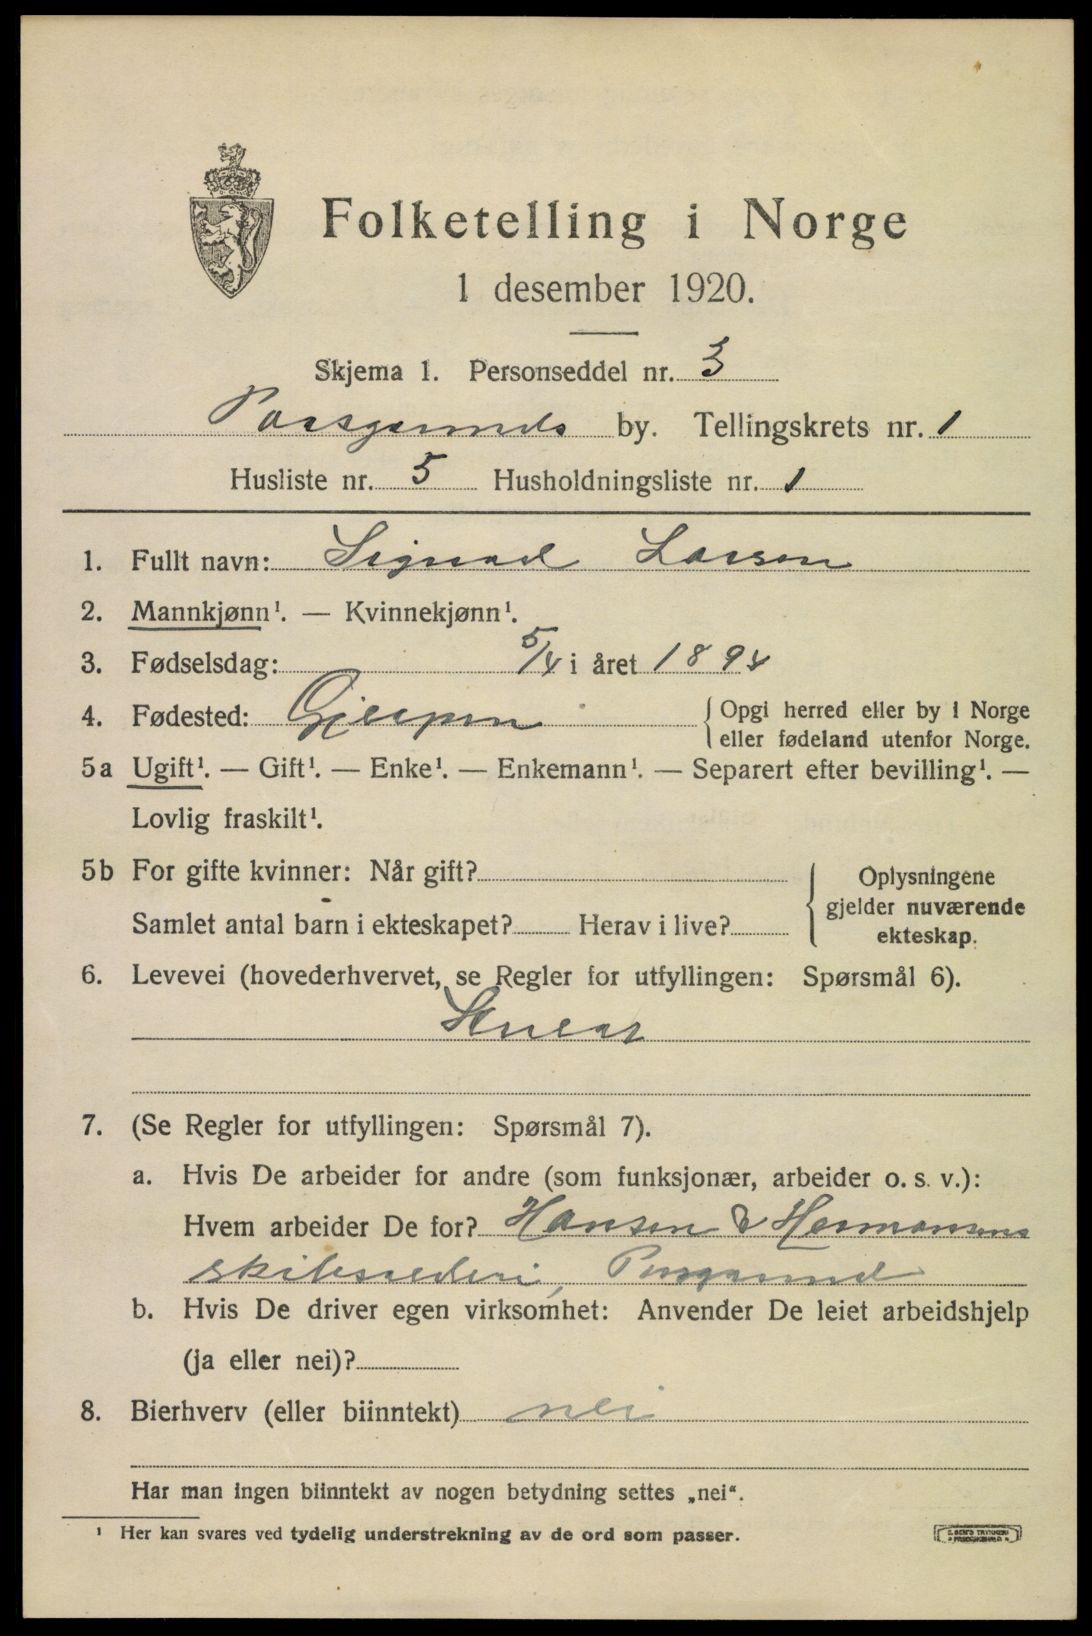 Folketelling i Norge
1 desember 1920.
Skjema 1. Personseddel nr. 3
Porsgrunds by. Tellingskrets nr. 1
Husliste nr. 5 Husholdningsliste nr. 1
1. Fullt navn: Sigurd Larsen
2. Mannkjønn¹. — Kvinnekjønn¹.
3. Fødselsdag: 5/4 i året 1894
4. Fødested: Gjerpen { Opgi herred eller by i Norge
eller fødeland utenfor Norge.
5a Ugift¹. — Gift¹. — Enke¹. — Enkemann¹. — Separert efter bevilling¹. —
Lovlig fraskilt¹.
5b For gifte kvinner: Når gift?
Samlet antal barn i ekteskapet? Herav i live?
{ Oplysningene
gjelder nuværende
ekteskap.
6. Levevei (hovederhvervet, se Regler for utfyllingen: Spørsmål 6).
7. (Se Regler for utfyllingen: Spørsmål 7).
a. Hvis De arbeider for andre (som funksjonær, arbeider o. s. v.):
Hvem arbeider De for? Hansen & Hermansens
skibsrederi, Porsgrund
b. Hvis De driver egen virksomhet: Anvender De leiet arbeidshjelp
(ja eller nei)?
8. Bierhverv (eller biinntekt) nei
Har man ingen biinntekt av nogen betydning settes „nei“.
¹ Her kan svares ved tydelig understrekning av de ord som passer.